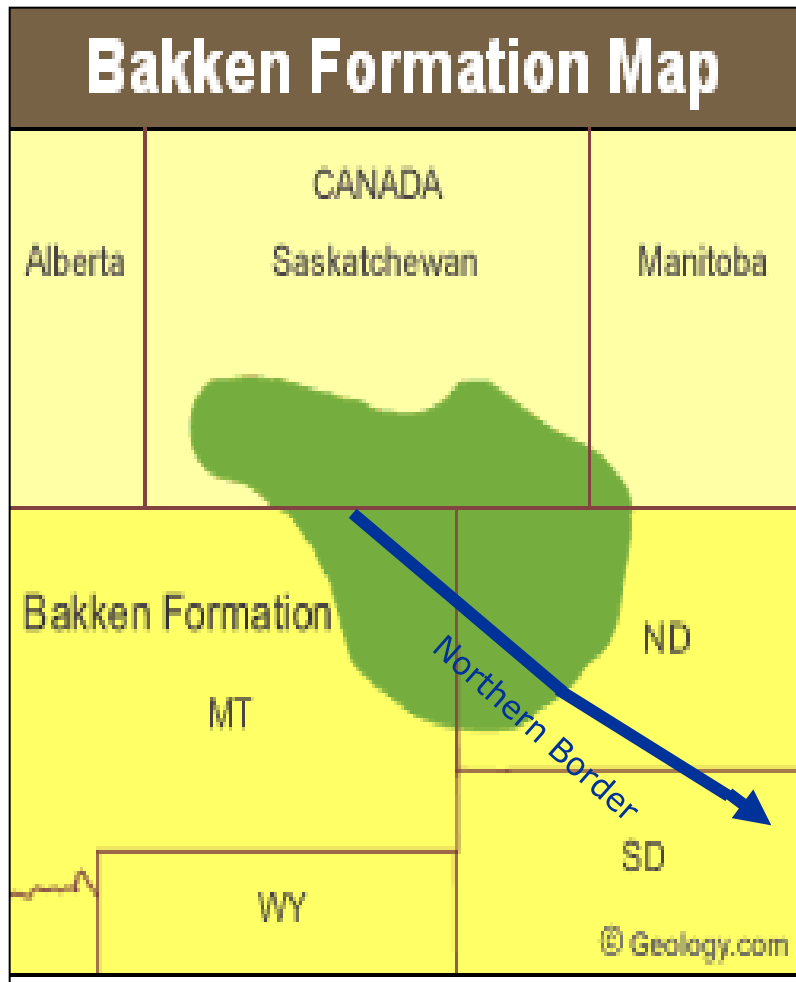 Bakken Formation Map
CANADA
Alberta
Saskatchewan
Manitoba
Bakken Formation
ND
MT
Northern Border
SD
WY
© Geology.com